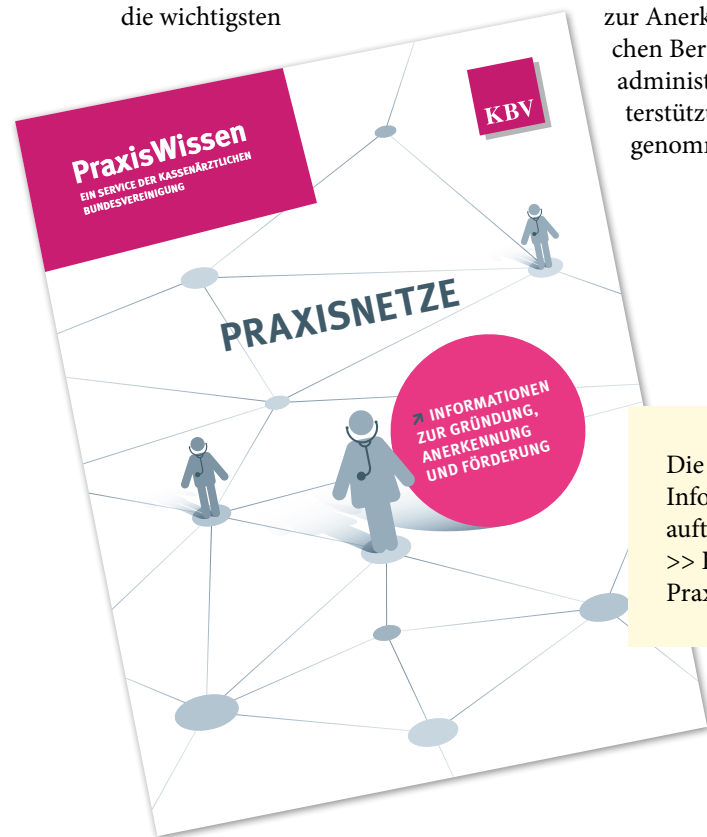 die wichtigsten
zur Anerk
chen Ber
administ
terstütz
genomm
PraxisWissen
EIN SERVICE DER KASSENÄRZTLICHEN
BUNDESVEREINIGUNG
KBV
PRAXISNETZE
↗ INFORMATIONEN
ZUR GRÜNDUNG,
ANERKENNUNG
UND FÖRDERUNG
Die
Info
auft
>>
Prax